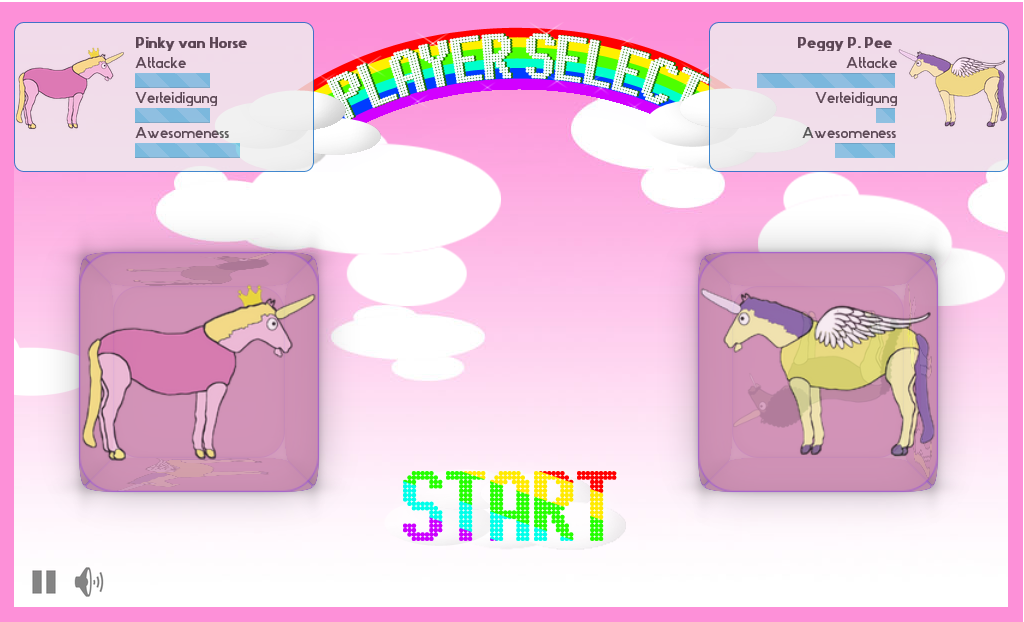 Pinky van Horse
Attacke
Verteidigung
Awesomeness
PLAYER SELECT
Peggy P. Pee
Attacke
Verteidigung
Awesomeness
START